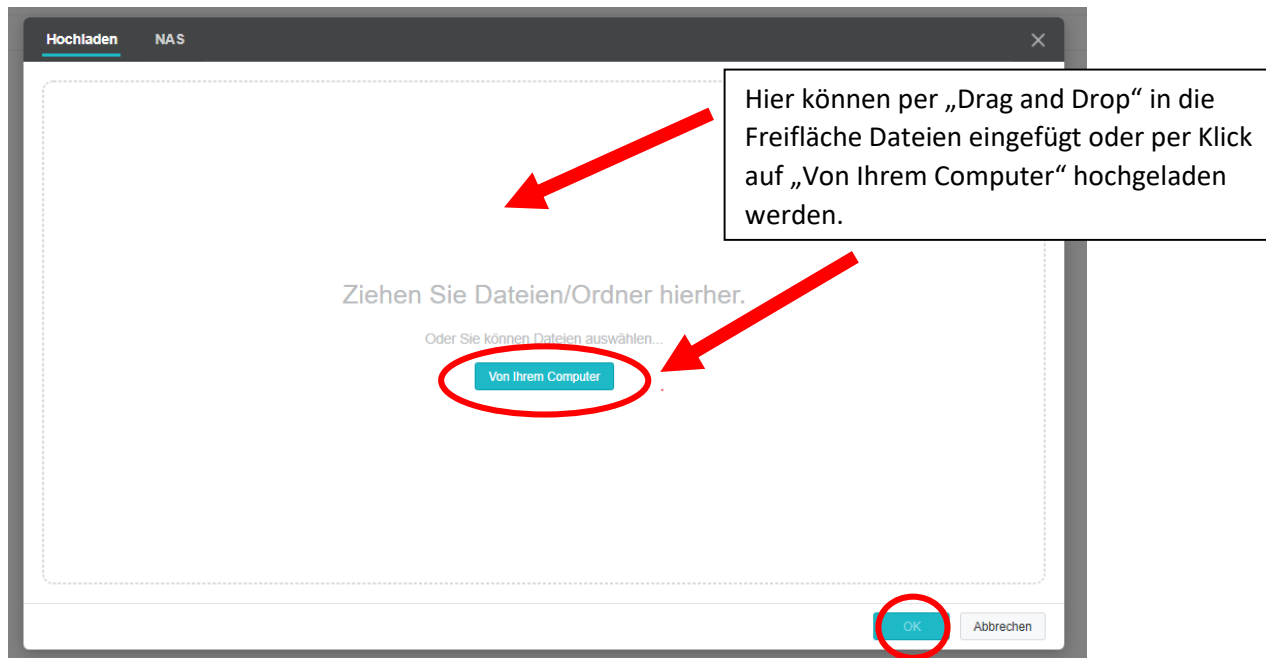 Hochladen NAS
Hier können per „Drag and Drop“ in die
Freifläche Dateien eingefügt oder per Klick
auf „Von Ihrem Computer“ hochgeladen
werden.
Ziehen Sie Dateien/Ordner hierher.
Oder Sie können Dateien auswählen...
Von Ihrem Computer
OK Abbrechen